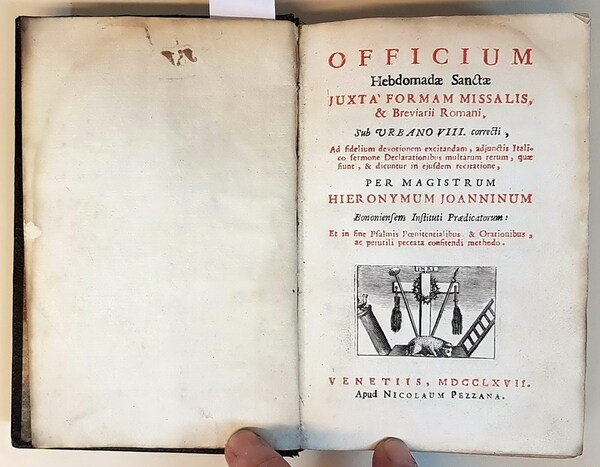 OFFICIUM
Hebdomadæ Sanctæ
JUXTA' FORMAM MISSALIS,
& Breviarii Romani,
Sub URBANO VIII. correcti,
Ad fidelium devotionem excitandam, adjunctis Itali-
co sermone Declarationibus multarum rerum, quæ
fiunt, & dicuntur in ejusdem recitatione,
PER MAGISTRUM
HIERONYMUM JOANNINUM
Bononiensem Instituti Prædicatorum:
Et in fine Psalmis Pœnitentialibus, & Orationibus,
ac perutili peccata confitendi methodo.
INRI
VENETIIS, MDCCLXVII.
Apud NICOLAUM PEZZANA.